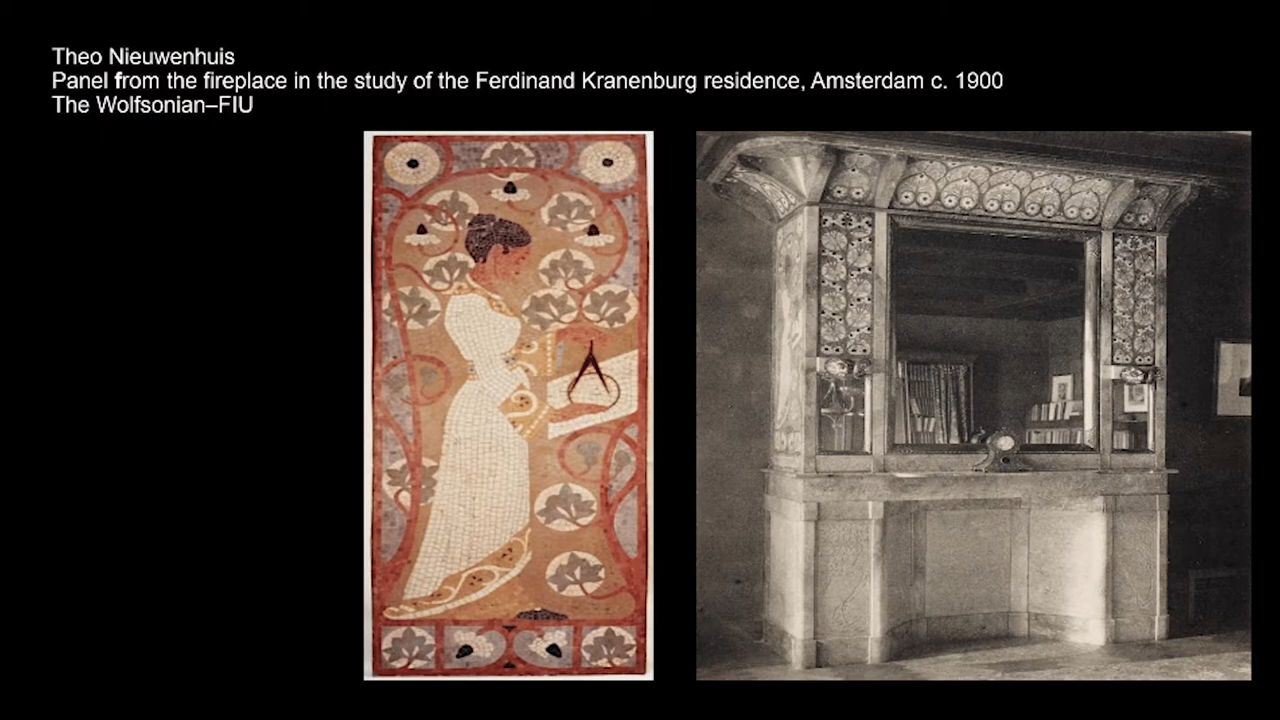 Theo Nieuwenhuis
Panel from the fireplace in the study of the Ferdinand Kranenburg residence, Amsterdam c. 1900
The Wolfsonian–FIU